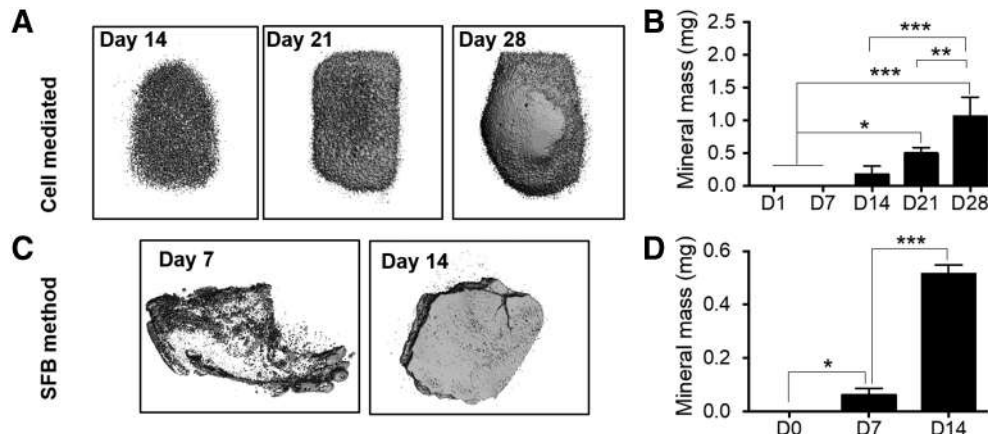 A
Cell mediated
Day 14
Day 21
Day 28
B
Mineral mass (mg)
2.5
2.0
1.5
1.0
0.5
0.0
***
**
***
*
D1 D7 D14 D21 D28
C
SFB method
Day 7
Day 14
D
Mineral mass (mg)
0.6
0.4
0.2
0.0
***
*
D0 D7 D14